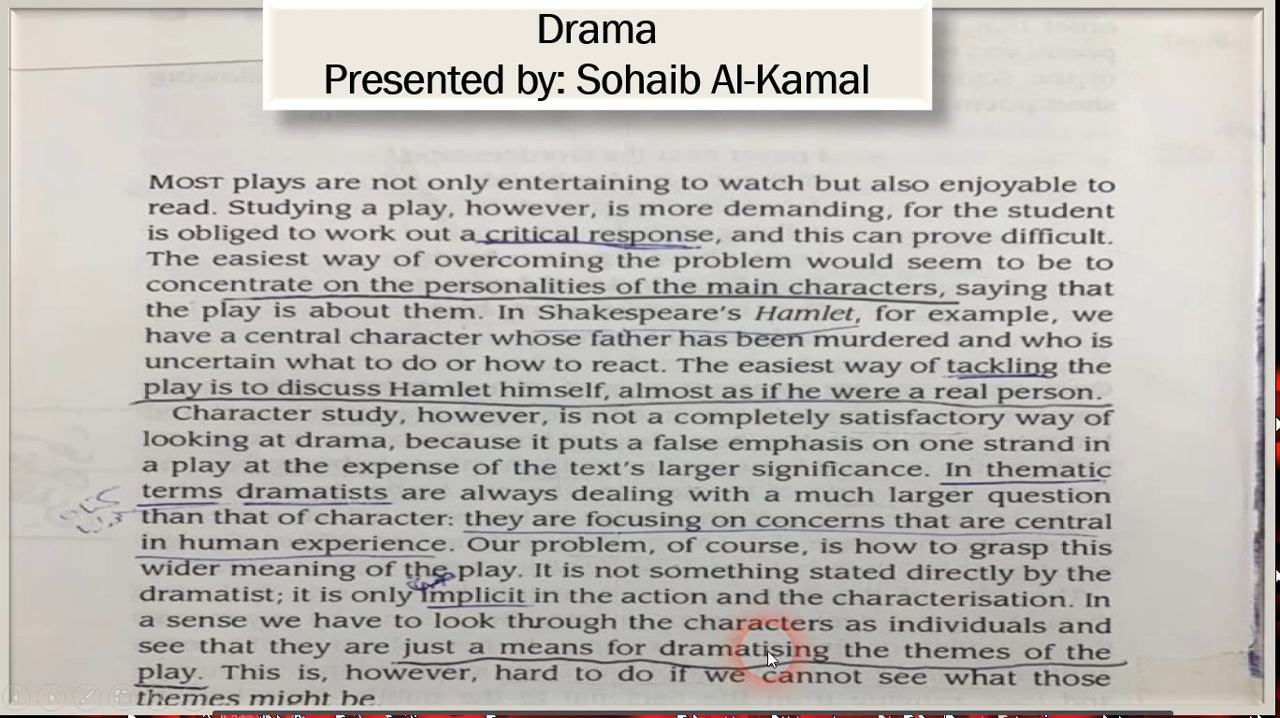 Drama
Presented by: Sohaib Al-Kamal
MOST plays are not only entertaining to watch but also enjoyable to
read. Studying a play, however, is more demanding, for the student
is obliged to work out a critical response, and this can prove difficult.
The easiest way of overcoming the problem would seem to be to
concentrate on the personalities of the main characters, saying that
the play is about them. In Shakespeare's Hamlet, for example, we
have a central character whose father has been murdered and who is
uncertain what to do or how to react. The easiest way of tackling the
play is to discuss Hamlet himself, almost as if he were a real person.
Character study, however, is not a completely satisfactory way of
looking at drama, because it puts a false emphasis on one strand in
a play at the expense of the text's larger significance. In thematic
terms dramatists are always dealing with a much larger question
than that of character: they are focusing on concerns that are central
in human experience. Our problem, of course, is how to grasp this
wider meaning of the play. It is not something stated directly by the
dramatist; it is only implicit in the action and the characterisation. In
a sense we have to look through the characters as individuals and
see that they are just a means for dramatising the themes of the
play. This is, however, hard to do if we cannot see what those
themes might be.